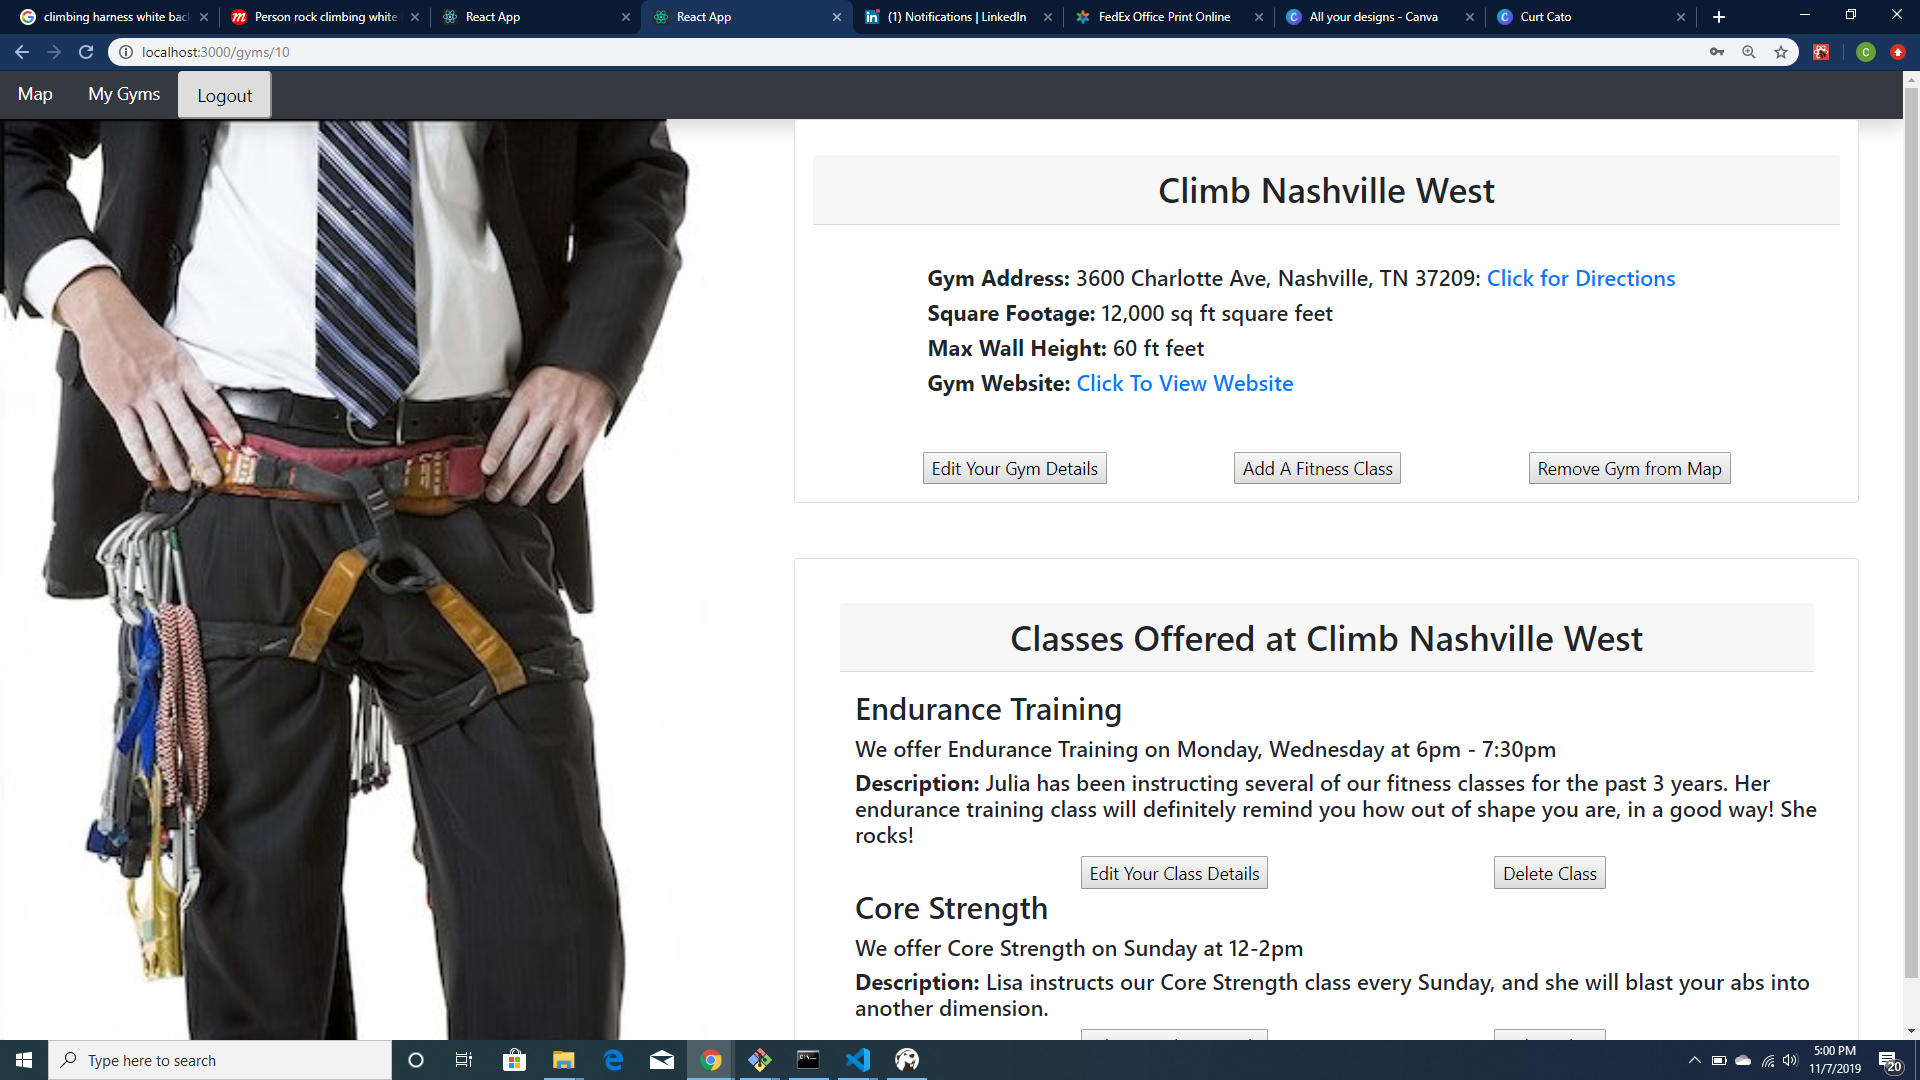 climbing harness white bac
Person rock climbing white
React App
React App
(1) Notifications | LinkedIn
FedEx Office Print Online
All your designs - Canva
Curt Cato
localhost:3000/gyms/10
C
Map
My Gyms
Logout
Climb Nashville West
Gym Address: 3600 Charlotte Ave, Nashville, TN 37209: Click for Directions
Square Footage: 12,000 sq ft square feet
Max Wall Height: 60 ft feet
Gym Website: Click To View Website
Edit Your Gym Details
Add A Fitness Class
Remove Gym from Map
Classes Offered at Climb Nashville West
Endurance Training
We offer Endurance Training on Monday, Wednesday at 6pm - 7:30pm
Description: Julia has been instructing several of our fitness classes for the past 3 years. Her
endurance training class will definitely remind you how out of shape you are, in a good way! She
rocks!
Edit Your Class Details
Delete Class
Core Strength
We offer Core Strength on Sunday at 12-2pm
Description: Lisa instructs our Core Strength class every Sunday, and she will blast your abs into
another dimension.
Type here to search
5:00 PM
11/7/2019
20